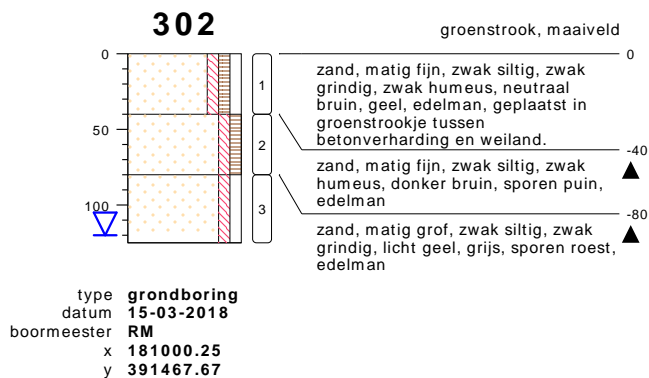 302
groenstrook, maaiveld
0
0
1
zand, matig fijn, zwak siltig, zwak
grindig, zwak humeus, neutraal
bruin, geel, edelman, geplaatst in
groenstrookje tussen
betonverharding en weiland.
50
-40
2
zand, matig fijn, zwak siltig, zwak
humeus, donker bruin, sporen puin,
edelman
100
-80
3
zand, matig grof, zwak siltig, zwak
grindig, licht geel, grijs, sporen roest,
edelman
type grondboring
datum 15-03-2018
boormeester RM
x 181000.25
y 391467.67